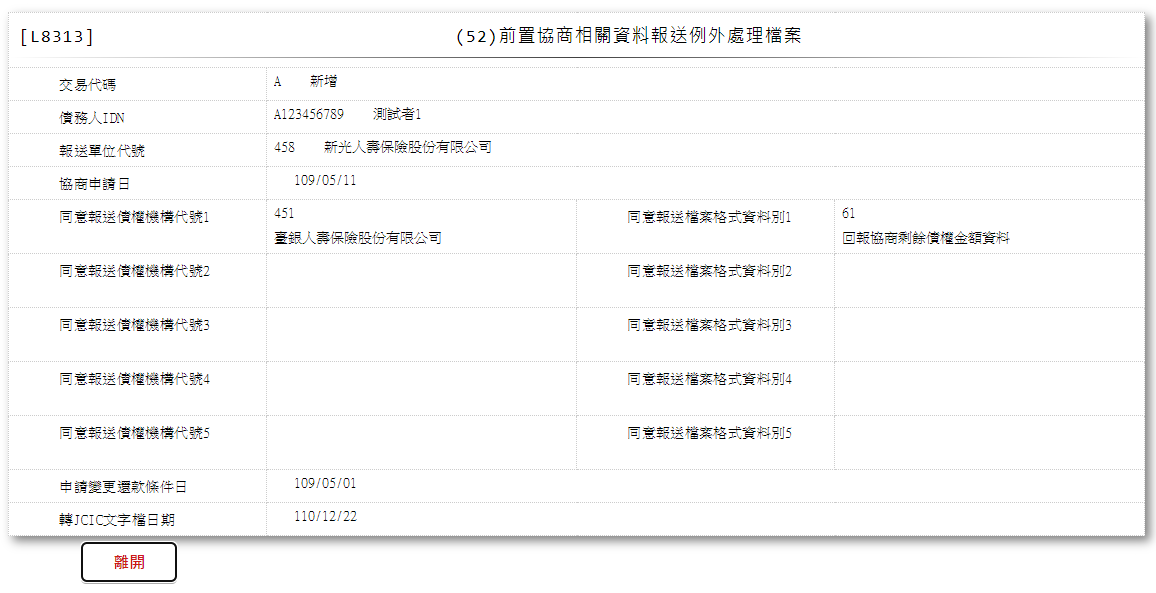 [L8313] (52)前置協商相關資料報送例外處理檔案
交易代碼 A 新增
債務人IDN A123456789 測試者1
報送單位代號 458 新光人壽保險股份有限公司
協商申請日 109/05/11
同意報送債權機構代號1 451 同意報送檔案格式資料別1 61
臺銀人壽保險股份有限公司 回報協商剩餘債權金額資料
同意報送債權機構代號2 同意報送檔案格式資料別2
同意報送債權機構代號3 同意報送檔案格式資料別3
同意報送債權機構代號4 同意報送檔案格式資料別4
同意報送債權機構代號5 同意報送檔案格式資料別5
申請變更還款條件日 109/05/01
轉JCIC文字檔日期 110/12/22
離開